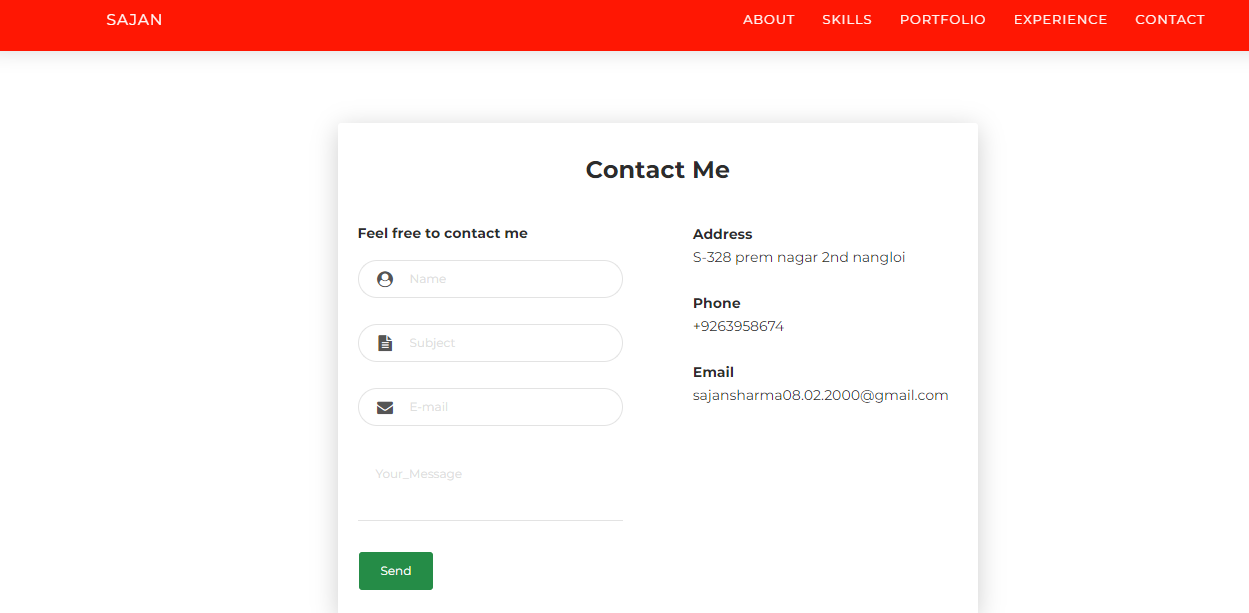 SAJAN
ABOUT SKILLS PORTFOLIO EXPERIENCE CONTACT
Contact Me
Feel free to contact me
Name
Subject
E-mail
Your_Message
Send
Address
S-328 prem nagar 2nd nangloi
Phone
+9263958674
Email
sajansharma08.02.2000@gmail.com